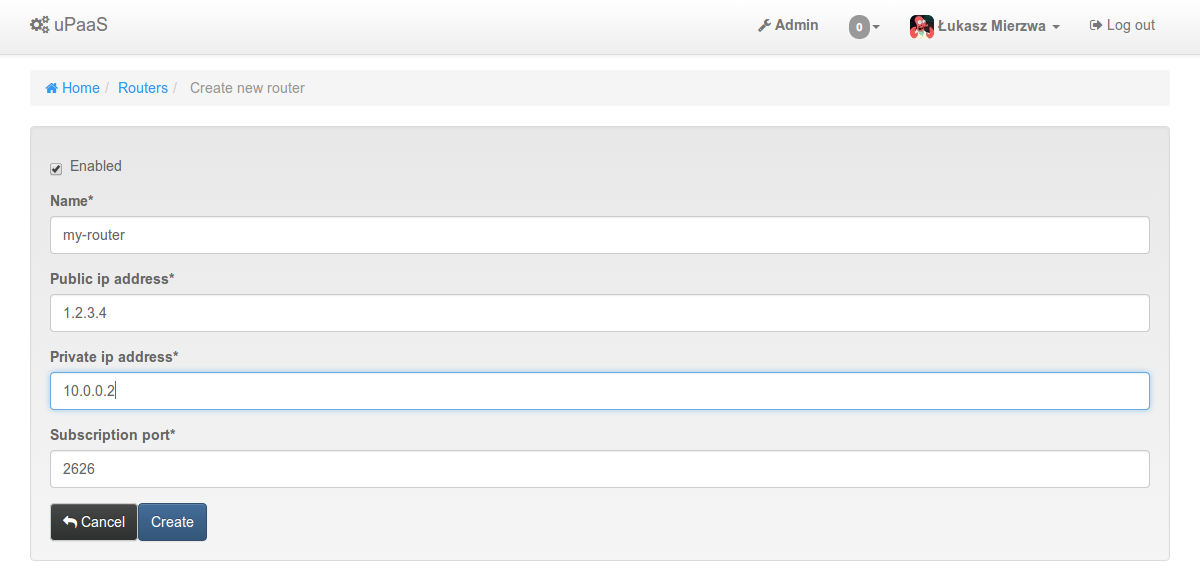 uPaaS Admin 0 Łukasz Mierzwa Log out
Home / Routers / Create new router
Enabled
Name*
my-router
Public ip address*
1.2.3.4
Private ip address*
10.0.0.2
Subscription port*
2626
Cancel Create